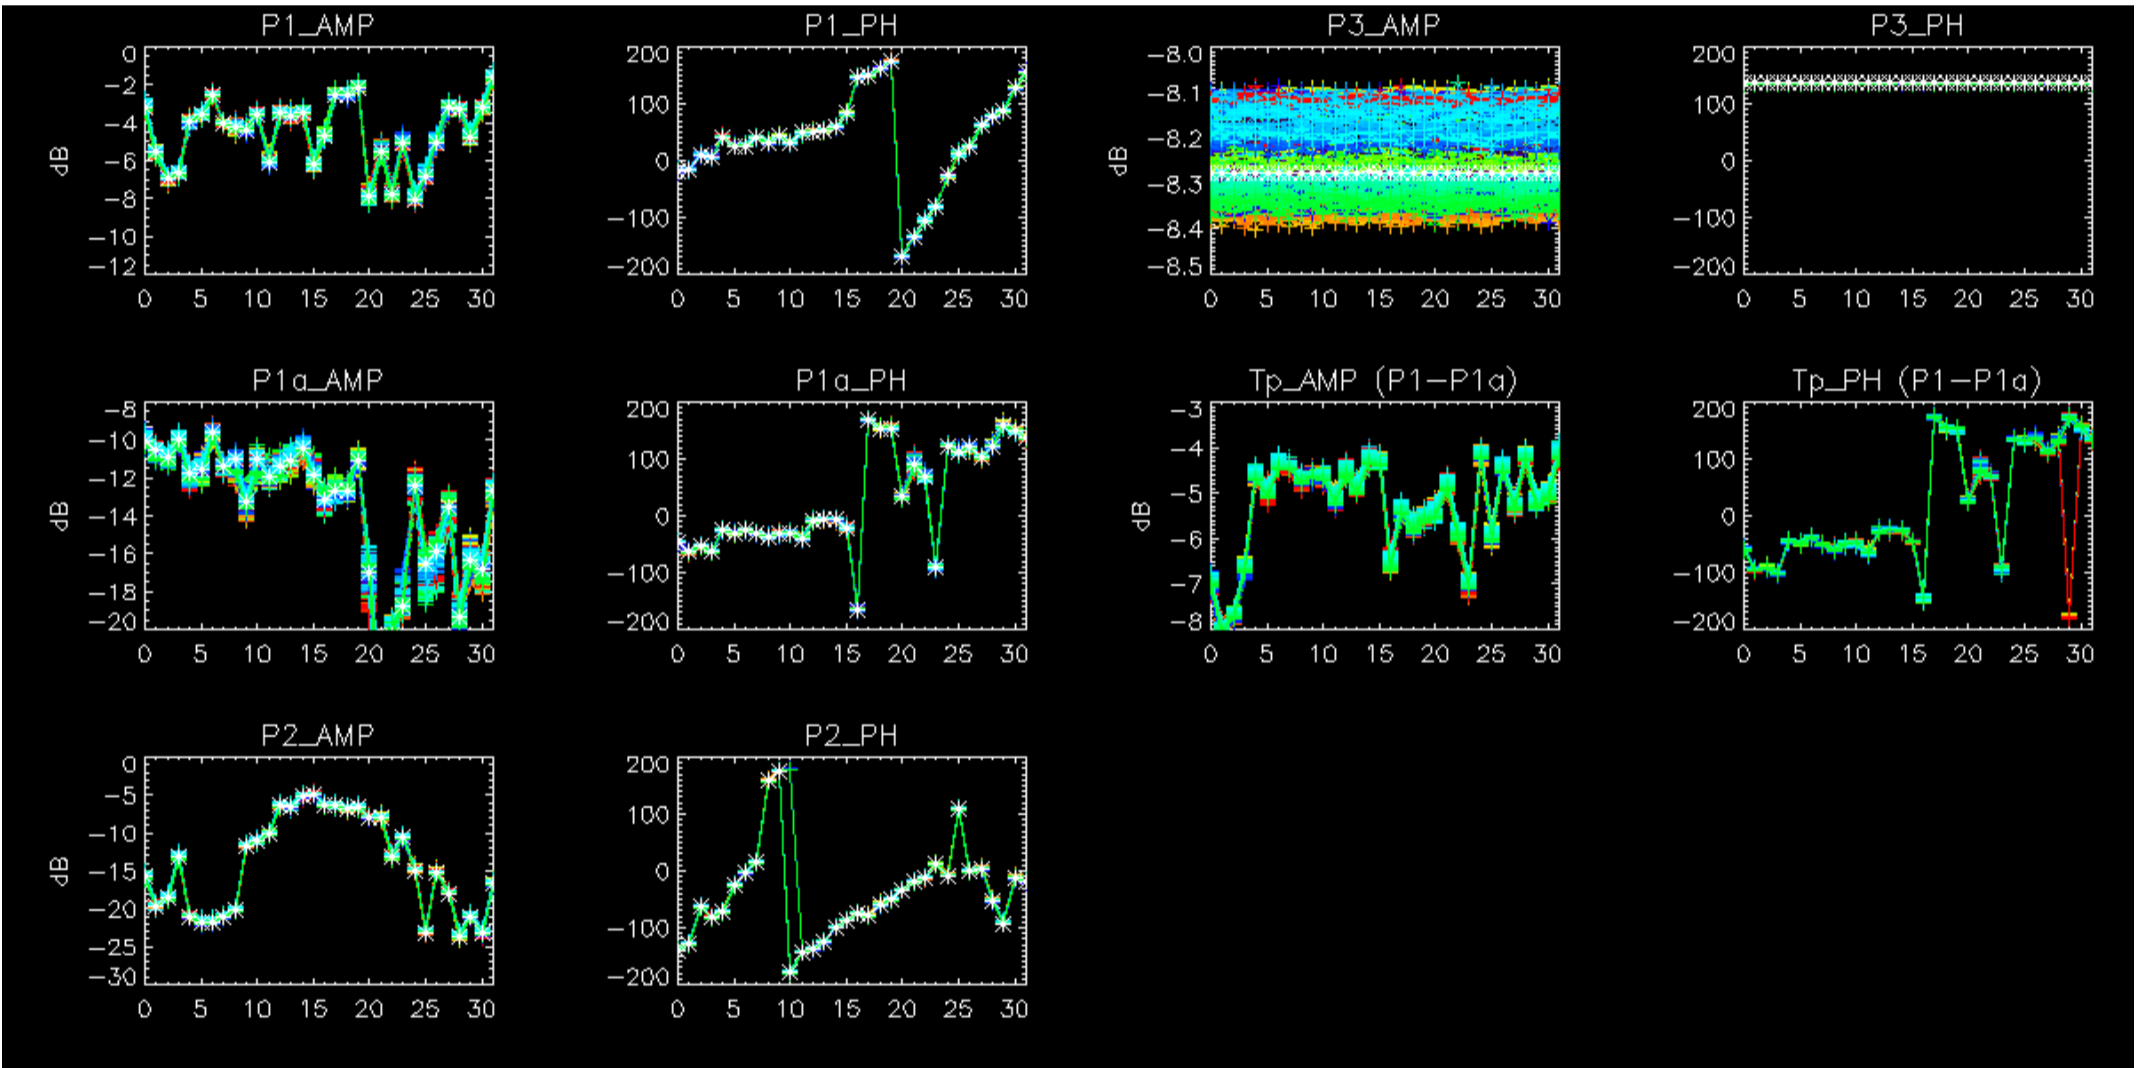 P1_AMP
0
-2
-4
-6
-8
-10
-12
dB
0 5 10 15 20 25 30
P1_PH
200
100
0
-100
-200
0 5 10 15 20 25 30
P3_AMP
-8.0
-8.1
-8.2
-8.3
-8.4
-8.5
dB
0 5 10 15 20 25 30
P3_PH
200
100
0
-100
-200
0 5 10 15 20 25 30
P1a_AMP
-8
-10
-12
-14
-16
-18
-20
dB
0 5 10 15 20 25 30
P1a_PH
200
100
0
-100
-200
0 5 10 15 20 25 30
Tp_AMP (P1-P1a)
-3
-4
-5
-6
-7
-8
dB
0 5 10 15 20 25 30
Tp_PH (P1-P1a)
200
100
0
-100
-200
0 5 10 15 20 25 30
P2_AMP
0
-5
-10
-15
-20
-25
-30
dB
0 5 10 15 20 25 30
P2_PH
200
100
0
-100
-200
0 5 10 15 20 25 30